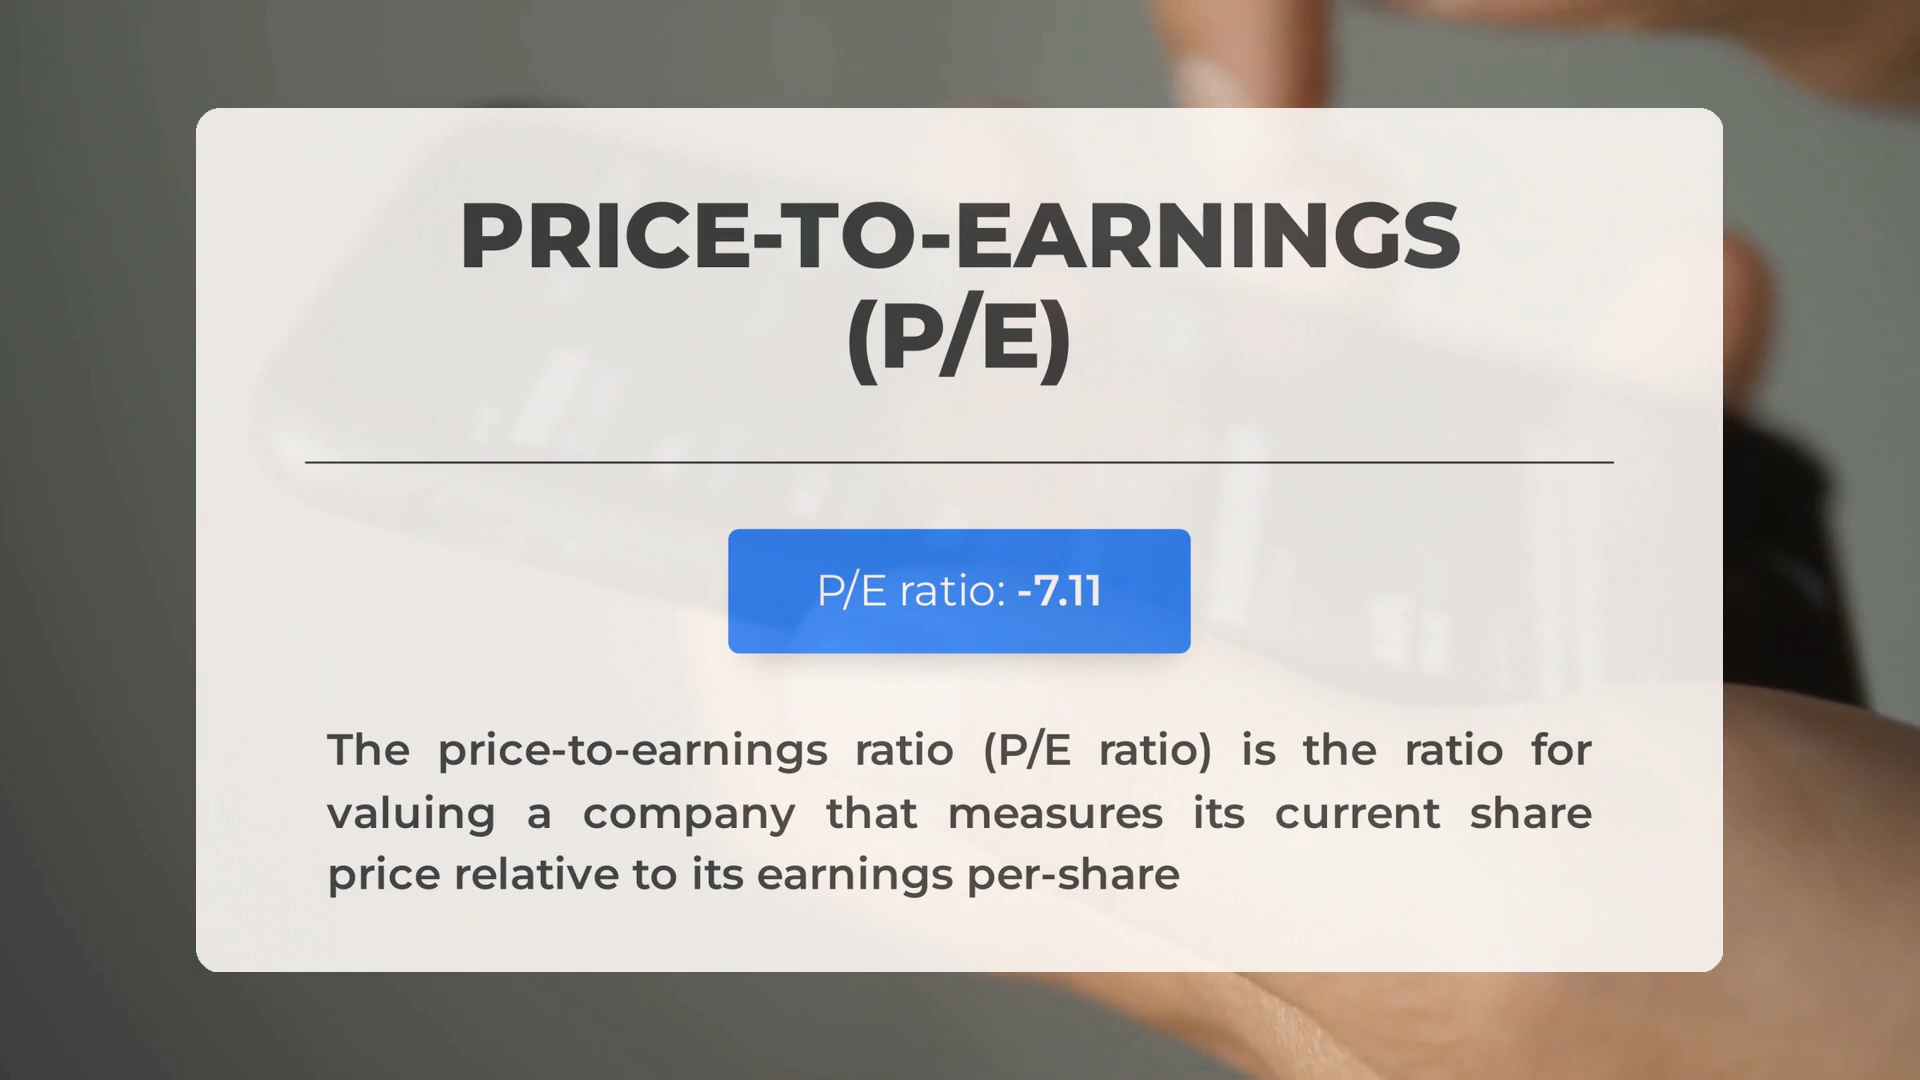 PRICE-TO-EARNINGS
(P/E)
P/E ratio: -7.11
The price-to-earnings ratio (P/E ratio) is the ratio for
valuing a company that measures its current share
price relative to its earnings per-share